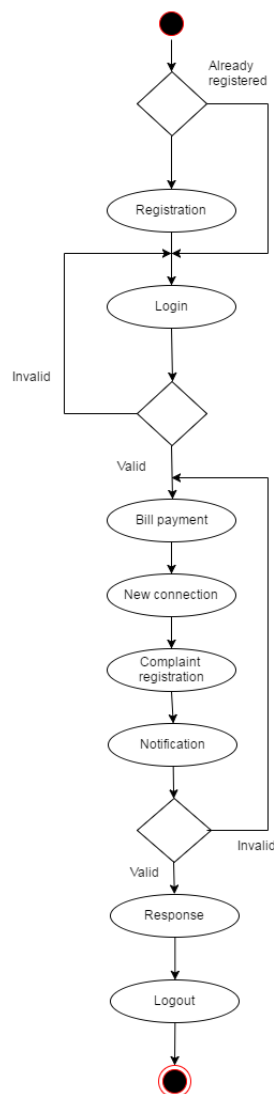 Already
registered
Registration
Login
Invalid
Valid
Bill payment
New connection
Complaint
registration
Notification
Invalid
Valid
Response
Logout